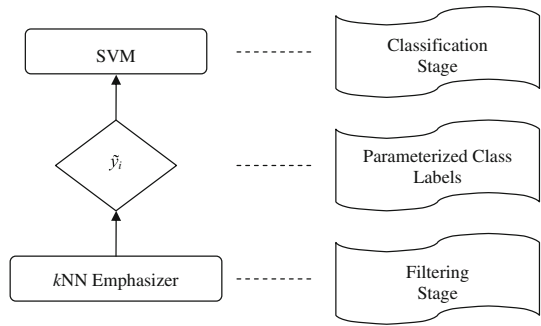 SVM
Classification
Stage
ỹᵢ
Parameterized Class
Labels
kNN Emphasizer
Filtering
Stage